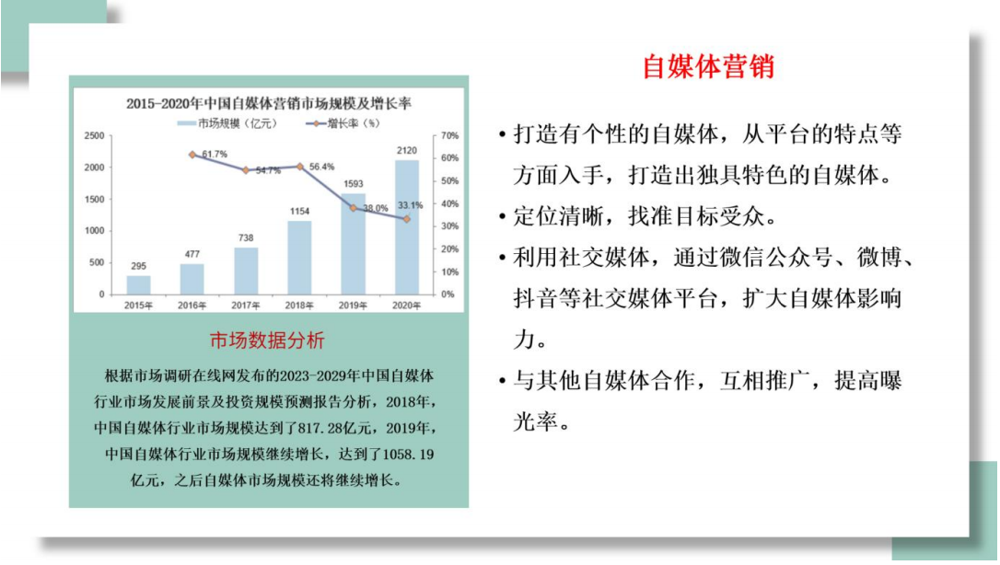 2015-2020年中国自媒体营销市场规模及增长率
市场规模（亿元） 增长率（%）
2500
2000
1500
1000
500
0
70%
60%
50%
40%
30%
20%
10%
0%
295
477
738
1154
1593
2120
61.7%
54.7%
56.4%
38.0%
33.1%
2015年 2016年 2017年 2018年 2019年 2020年
市场数据分析
根据市场调研在线网发布的2023-2029年中国自媒体
行业市场发展前景及投资规模预测报告分析，2018年，
中国自媒体行业市场规模达到了817.28亿元，2019年，
中国自媒体行业市场规模继续增长，达到了1058.19
亿元，之后自媒体市场规模还将继续增长。
自媒体营销
•打造有个性的自媒体，从平台的特点等
方面入手，打造出独具特色的自媒体。
•定位清晰，找准目标受众。
•利用社交媒体，通过微信公众号、微博、
抖音等社交媒体平台，扩大自媒体影响
力。
•与其他自媒体合作，互相推广，提高曝
光率。